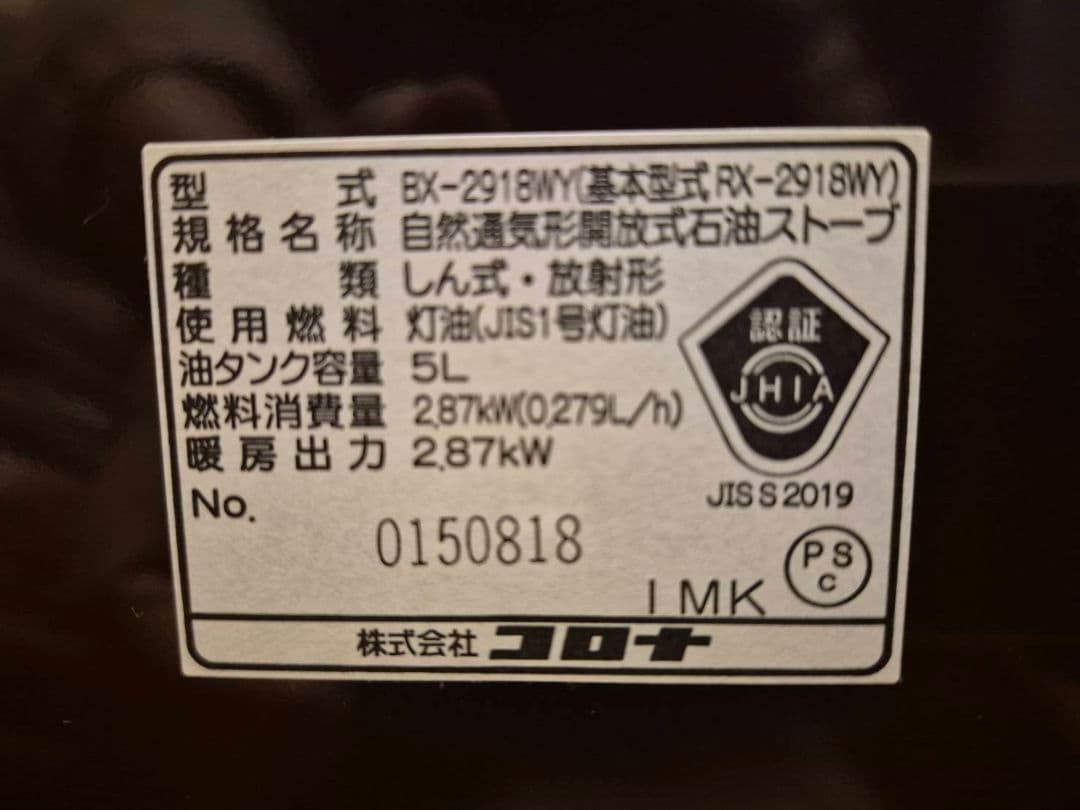 型式 BX-2918WY(基本型式 RX-2918WY)
規格名称 自然通気形開放式石油ストーブ
種類 しん式・放射形
使用燃料 灯油(JIS1号灯油)
油タンク容量 5L
燃料消費量 2.87kW(0.279L/h)
暖房出力 2.87kW
認証
JHIA
JIS S 2019
No. 0150818
PS
C
IMK
株式会社 コロナ